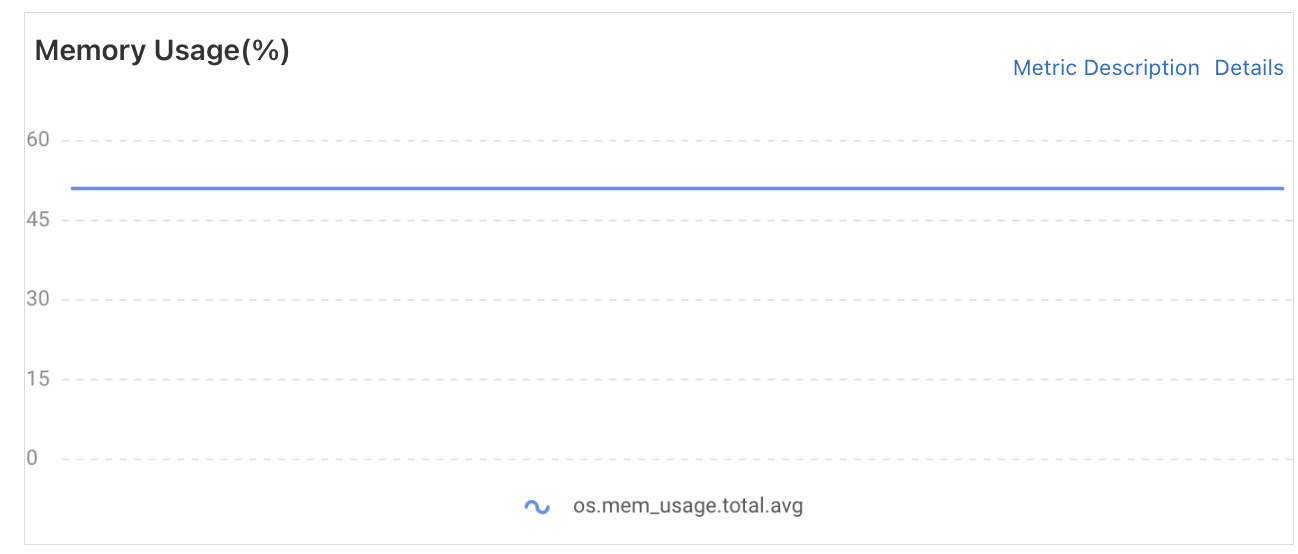 Memory Usage(%)
Metric Description Details
60
45
30
15
0
os.mem_usage.total.avg